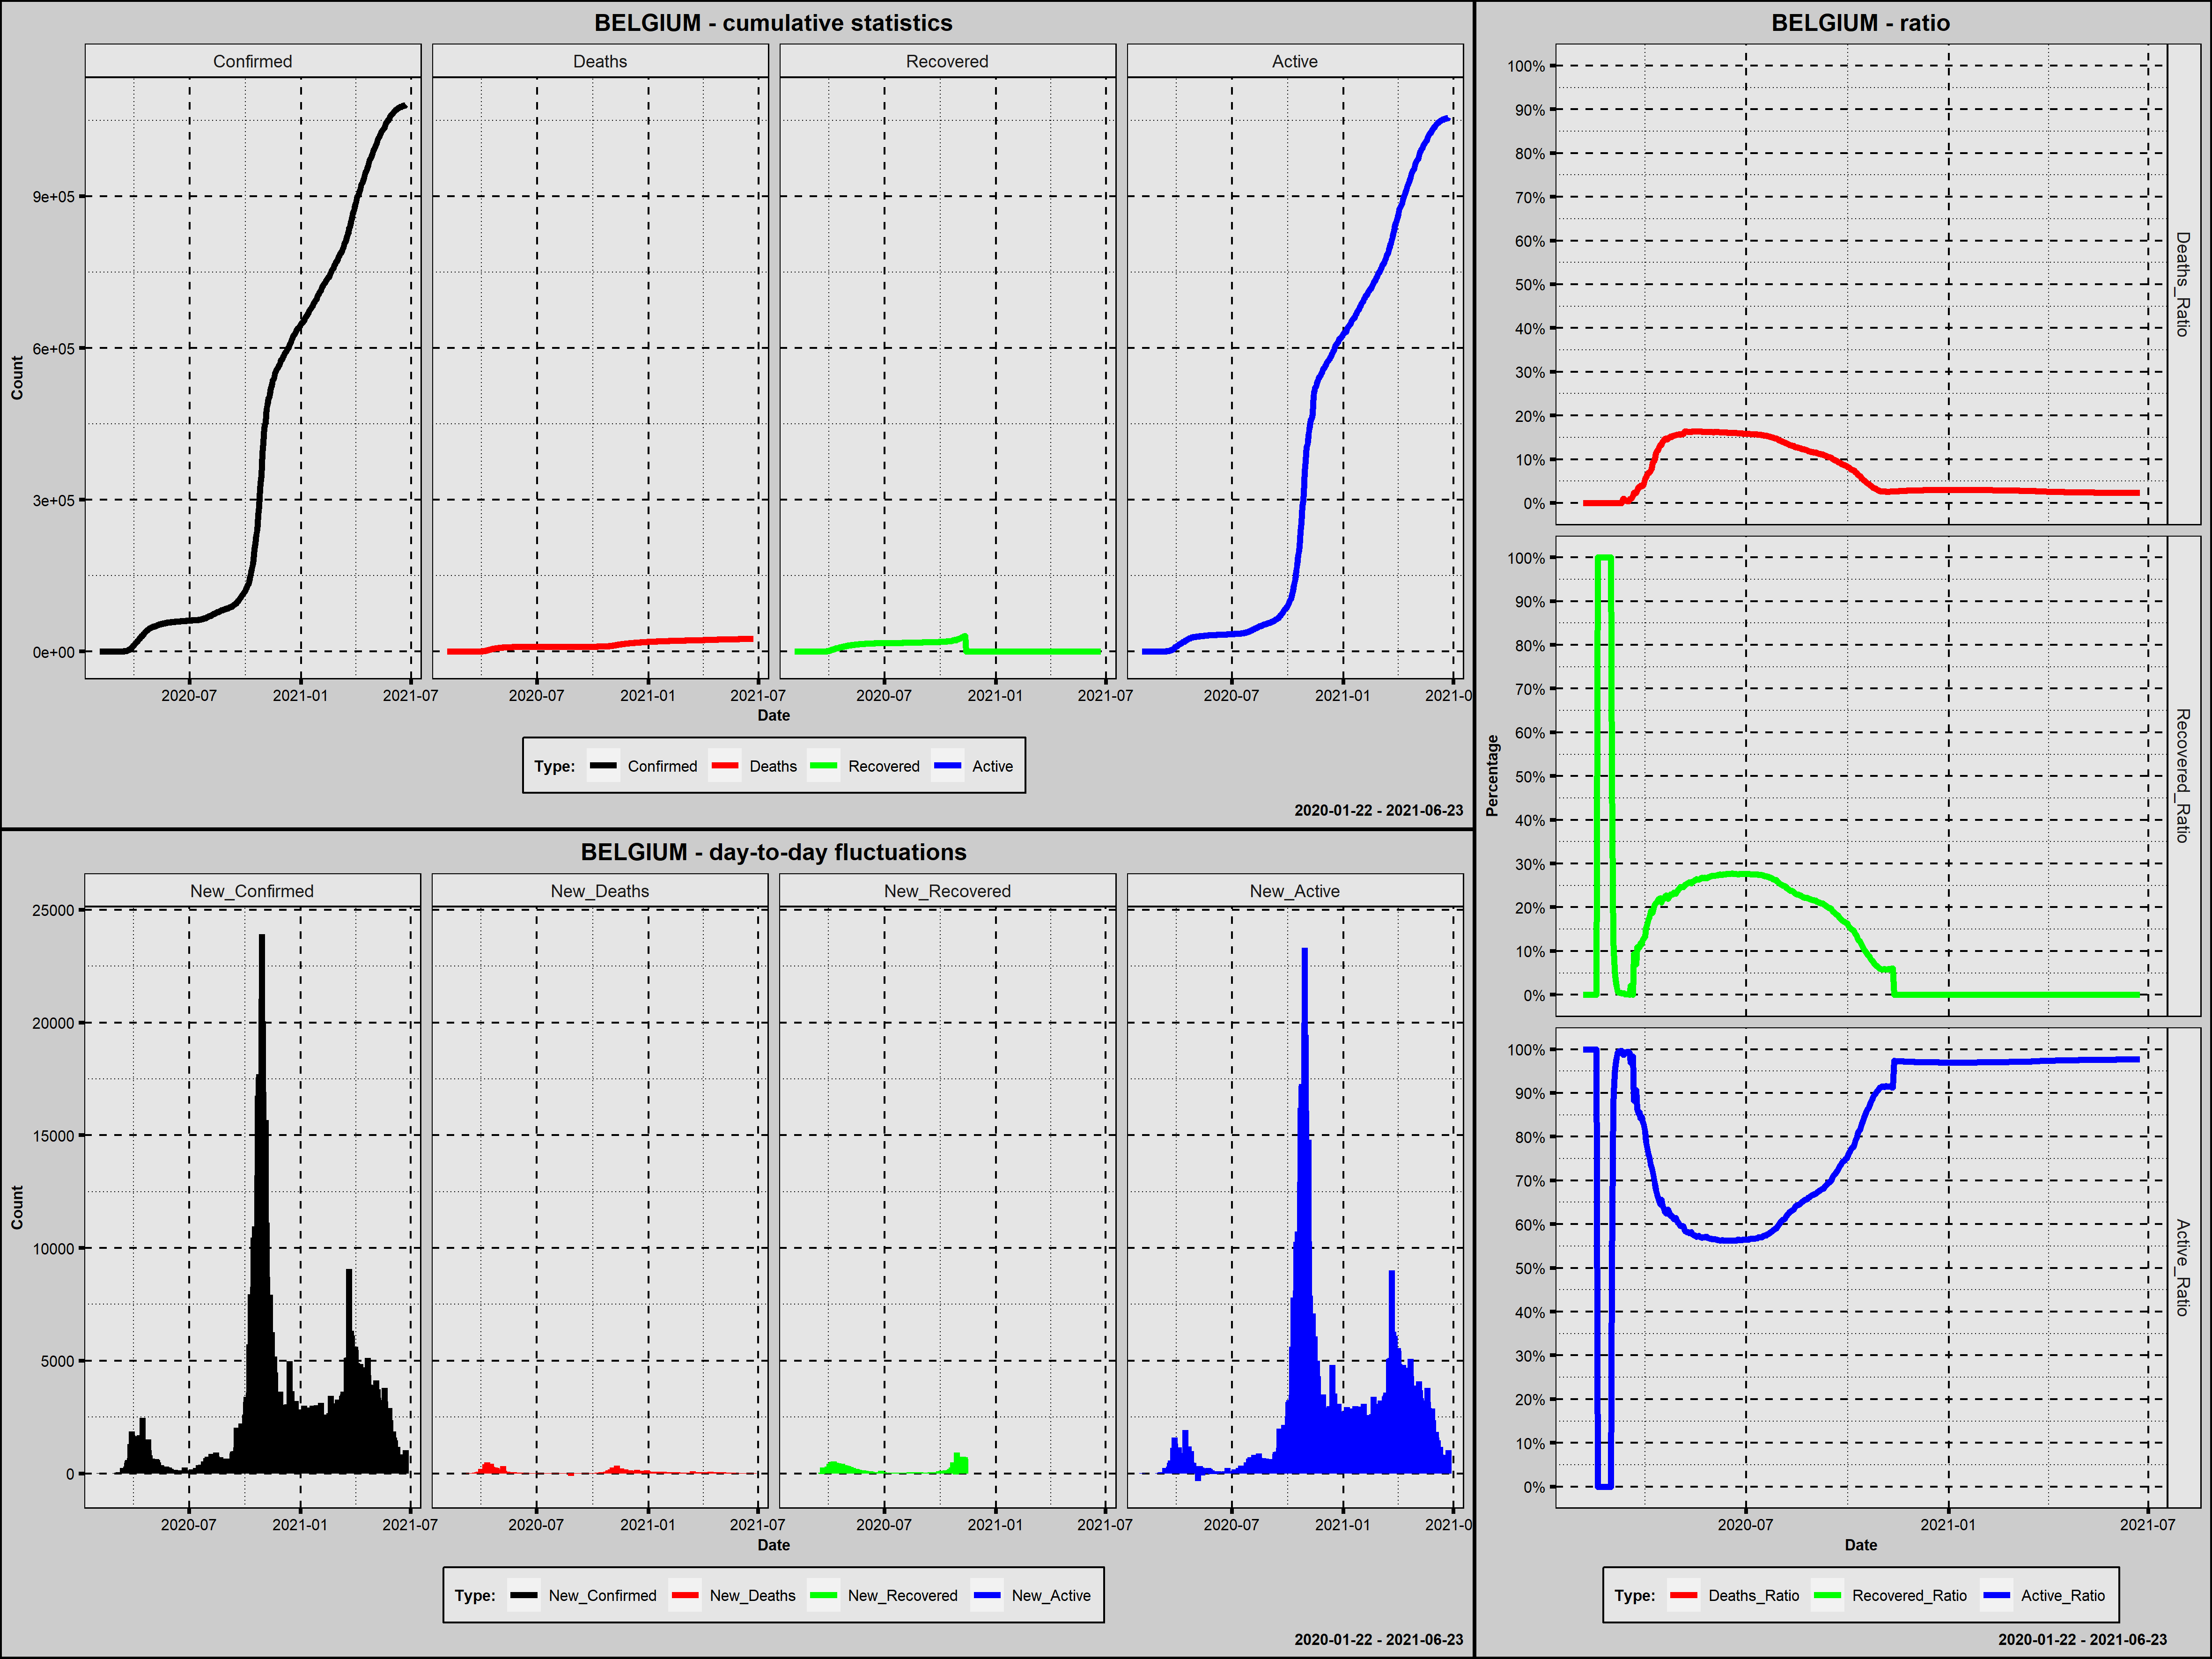 BELGIUM - cumulative statistics
Confirmed Deaths Recovered Active
Count
9e+05
6e+05
3e+05
0e+00
2020-07 2021-01 2021-07 2020-07 2021-01 2021-07 2020-07 2021-01 2021-07 2020-07 2021-01 2021-0
Date
Type: Confirmed Deaths Recovered Active
2020-01-22 - 2021-06-23
BELGIUM - day-to-day fluctuations
New_Confirmed New_Deaths New_Recovered New_Active
Count
25000
20000
15000
10000
5000
0
2020-07 2021-01 2021-07 2020-07 2021-01 2021-07 2020-07 2021-01 2021-07 2020-07 2021-01 2021-0
Date
Type: New_Confirmed New_Deaths New_Recovered New_Active
2020-01-22 - 2021-06-23
BELGIUM - ratio
Percentage
100%
90%
80%
70%
60%
50%
40%
30%
20%
10%
0%
Deaths_Ratio
100%
90%
80%
70%
60%
50%
40%
30%
20%
10%
0%
Recovered_Ratio
100%
90%
80%
70%
60%
50%
40%
30%
20%
10%
0%
Active_Ratio
2020-07 2021-01 2021-07
Date
Type: Deaths_Ratio Recovered_Ratio Active_Ratio
2020-01-22 - 2021-06-23